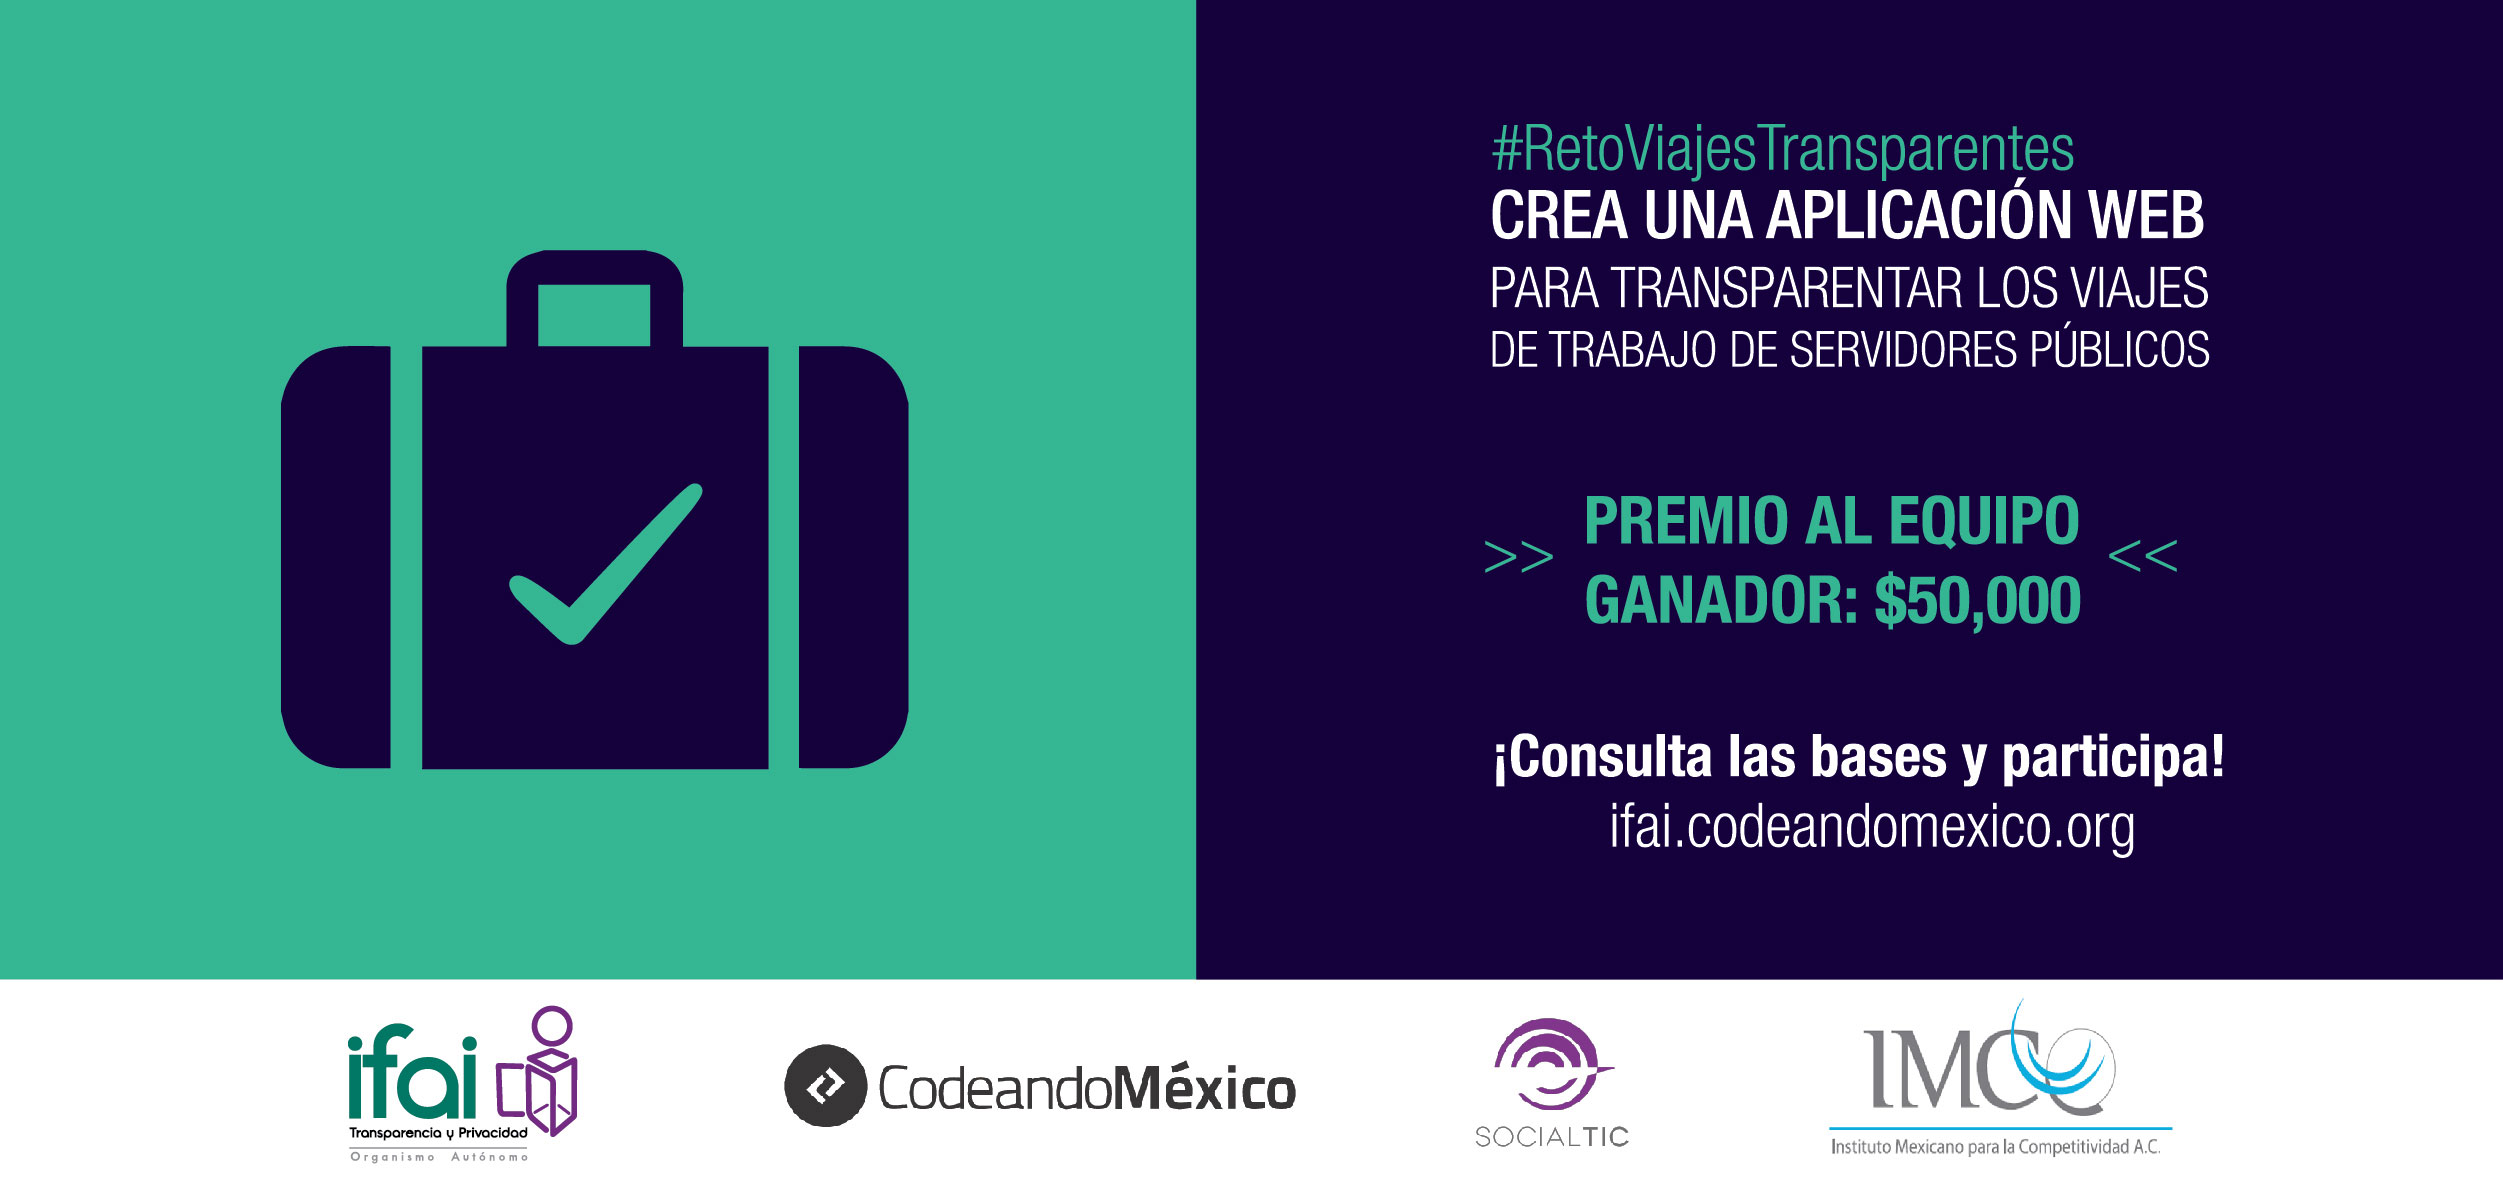 #RetoViajesTransparentes
CREA UNA APLICACIÓN WEB
PARA TRANSPARENTAR LOS VIAJES
DE TRABAJO DE SERVIDORES PÚBLICOS
>> PREMIO AL EQUIPO <<
GANADOR: $50,000
¡Consulta las bases y participa!
ifai.codeandomexico.org
ifai
Transparencia y Privacidad
Organismo Autónomo
CodeandoMéxico
SOCIALTIC
IMCO
Instituto Mexicano para la Competitividad A.C.